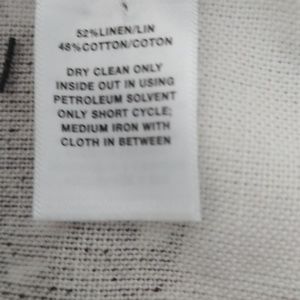 52%LINEN/LIN
48%COTTON/COTON
DRY CLEAN ONLY
INSIDE OUT IN USING
PETROLEUM SOLVENT
ONLY SHORT CYCLE;
MEDIUM IRON WITH
CLOTH IN BETWEEN